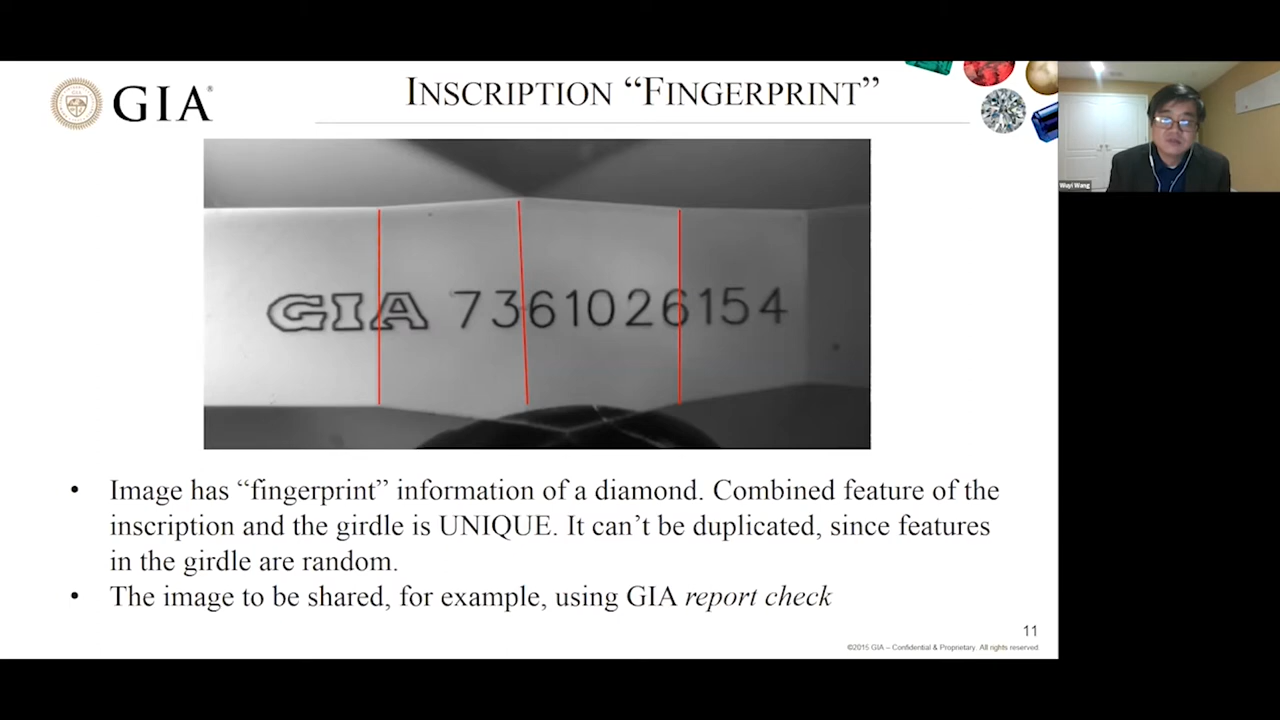 GIA®
INSCRIPTION “FINGERPRINT”
Wuyi Wang
GIA 7361026154
• Image has “fingerprint” information of a diamond. Combined feature of the
inscription and the girdle is UNIQUE. It can’t be duplicated, since features
in the girdle are random.
• The image to be shared, for example, using GIA report check
11
©2015 GIA – Confidential & Proprietary. All rights reserved.